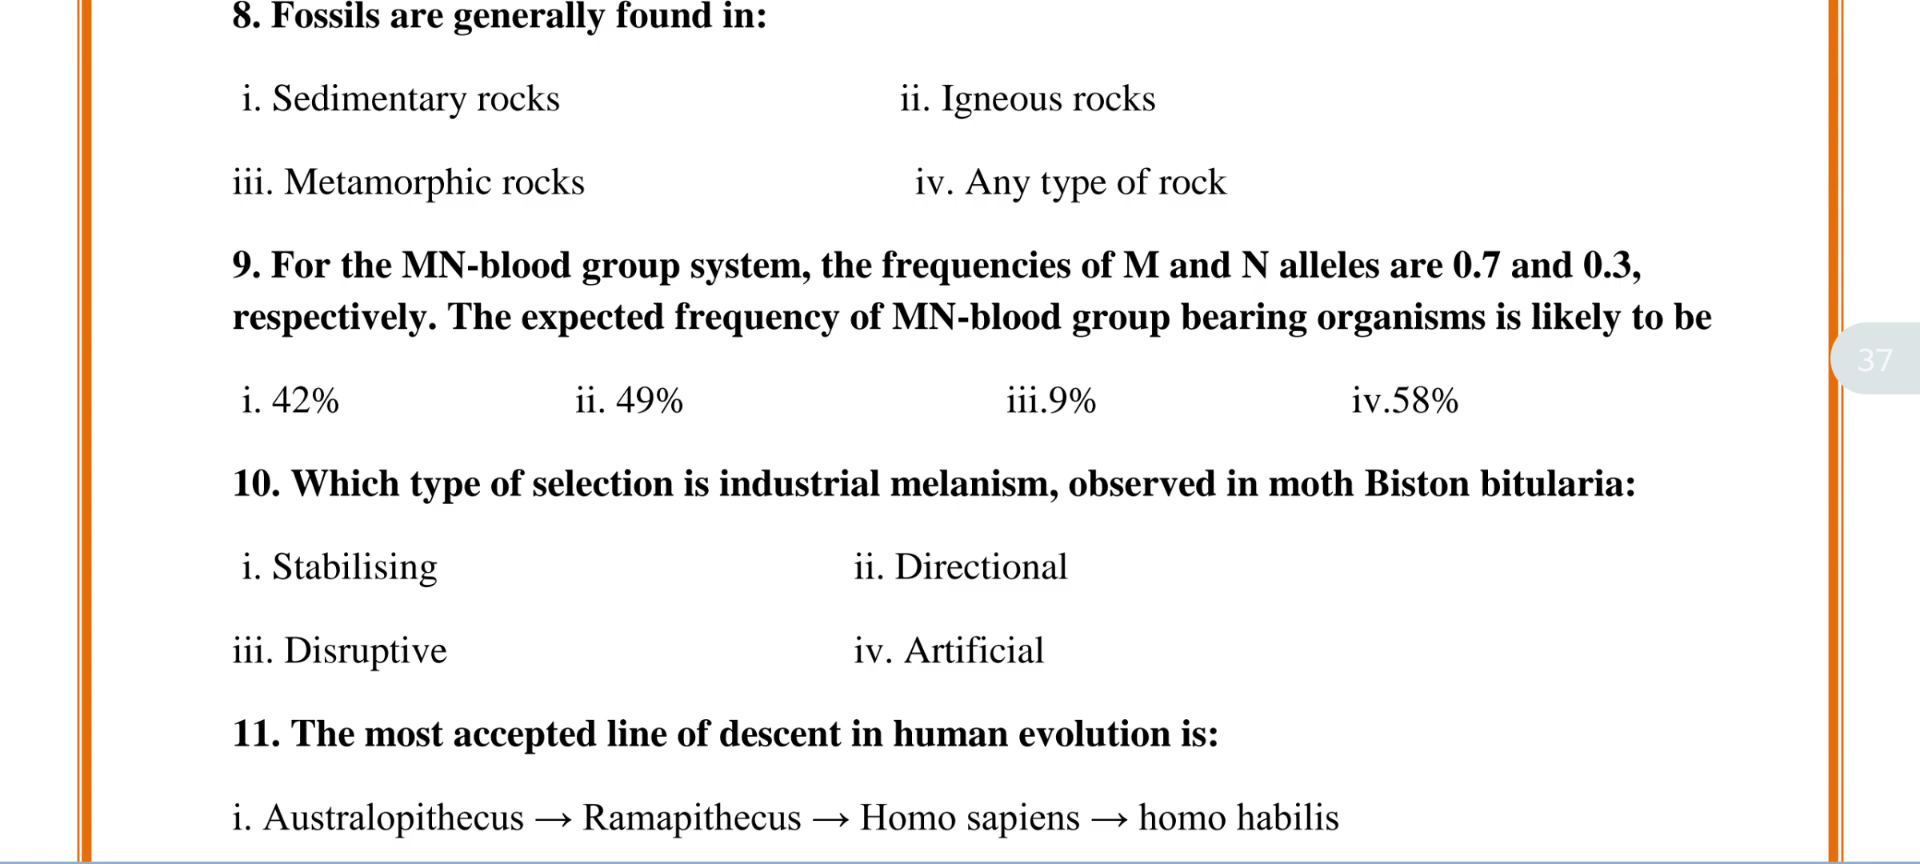 8. Fossils are generally found in:
i. Sedimentary rocks ii. Igneous rocks
iii. Metamorphic rocks iv. Any type of rock
9. For the MN-blood group system, the frequencies of M and N alleles are 0.7 and 0.3,
respectively. The expected frequency of MN-blood group bearing organisms is likely to be
i. 42% ii. 49% iii.9% iv.58%
37
10. Which type of selection is industrial melanism, observed in moth Biston bitularia:
i. Stabilising ii. Directional
iii. Disruptive iv. Artificial
11. The most accepted line of descent in human evolution is:
i. Australopithecus → Ramapithecus → Homo sapiens → homo habilis